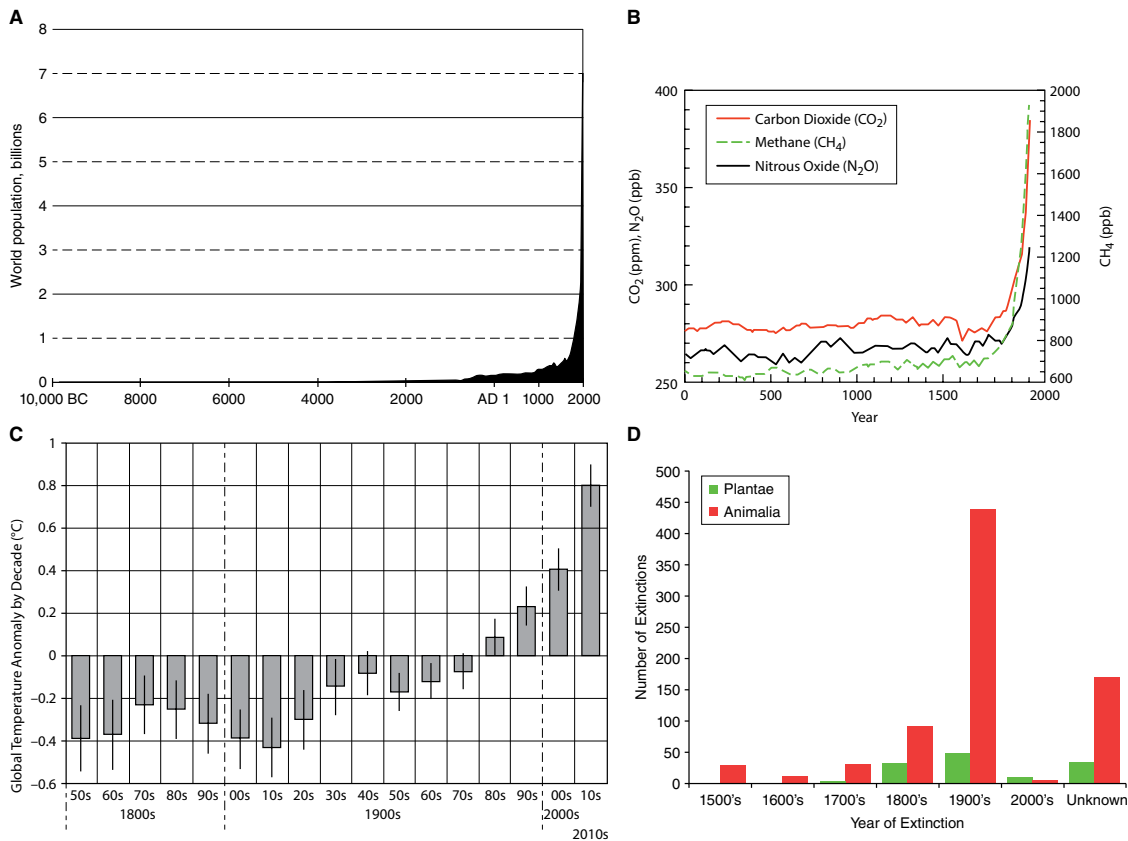 A
World population, billions
8
7
6
5
4
3
2
1
0
10,000 BC 8000 6000 4000 2000 AD 1 1000 2000
B
CO2 (ppm), N2O (ppb)
400
350
300
250
Carbon Dioxide (CO2)
Methane (CH4)
Nitrous Oxide (N2O)
2000
1800
1600
1400
1200
1000
800
600
CH4 (ppb)
0 500 1000 1500 2000
Year
C
Global Temperature Anomaly by Decade (°C)
1
0.8
0.6
0.4
0.2
0
−0.2
−0.4
−0.6
50s 60s 70s 80s 90s 00s 10s 20s 30s 40s 50s 60s 70s 80s 90s 00s 10s
1800s 1900s 2000s
2010s
D
Number of Extinctions
500
450
400
350
300
250
200
150
100
50
0
Plantae
Animalia
1500's 1600's 1700's 1800's 1900's 2000's Unknown
Year of Extinction